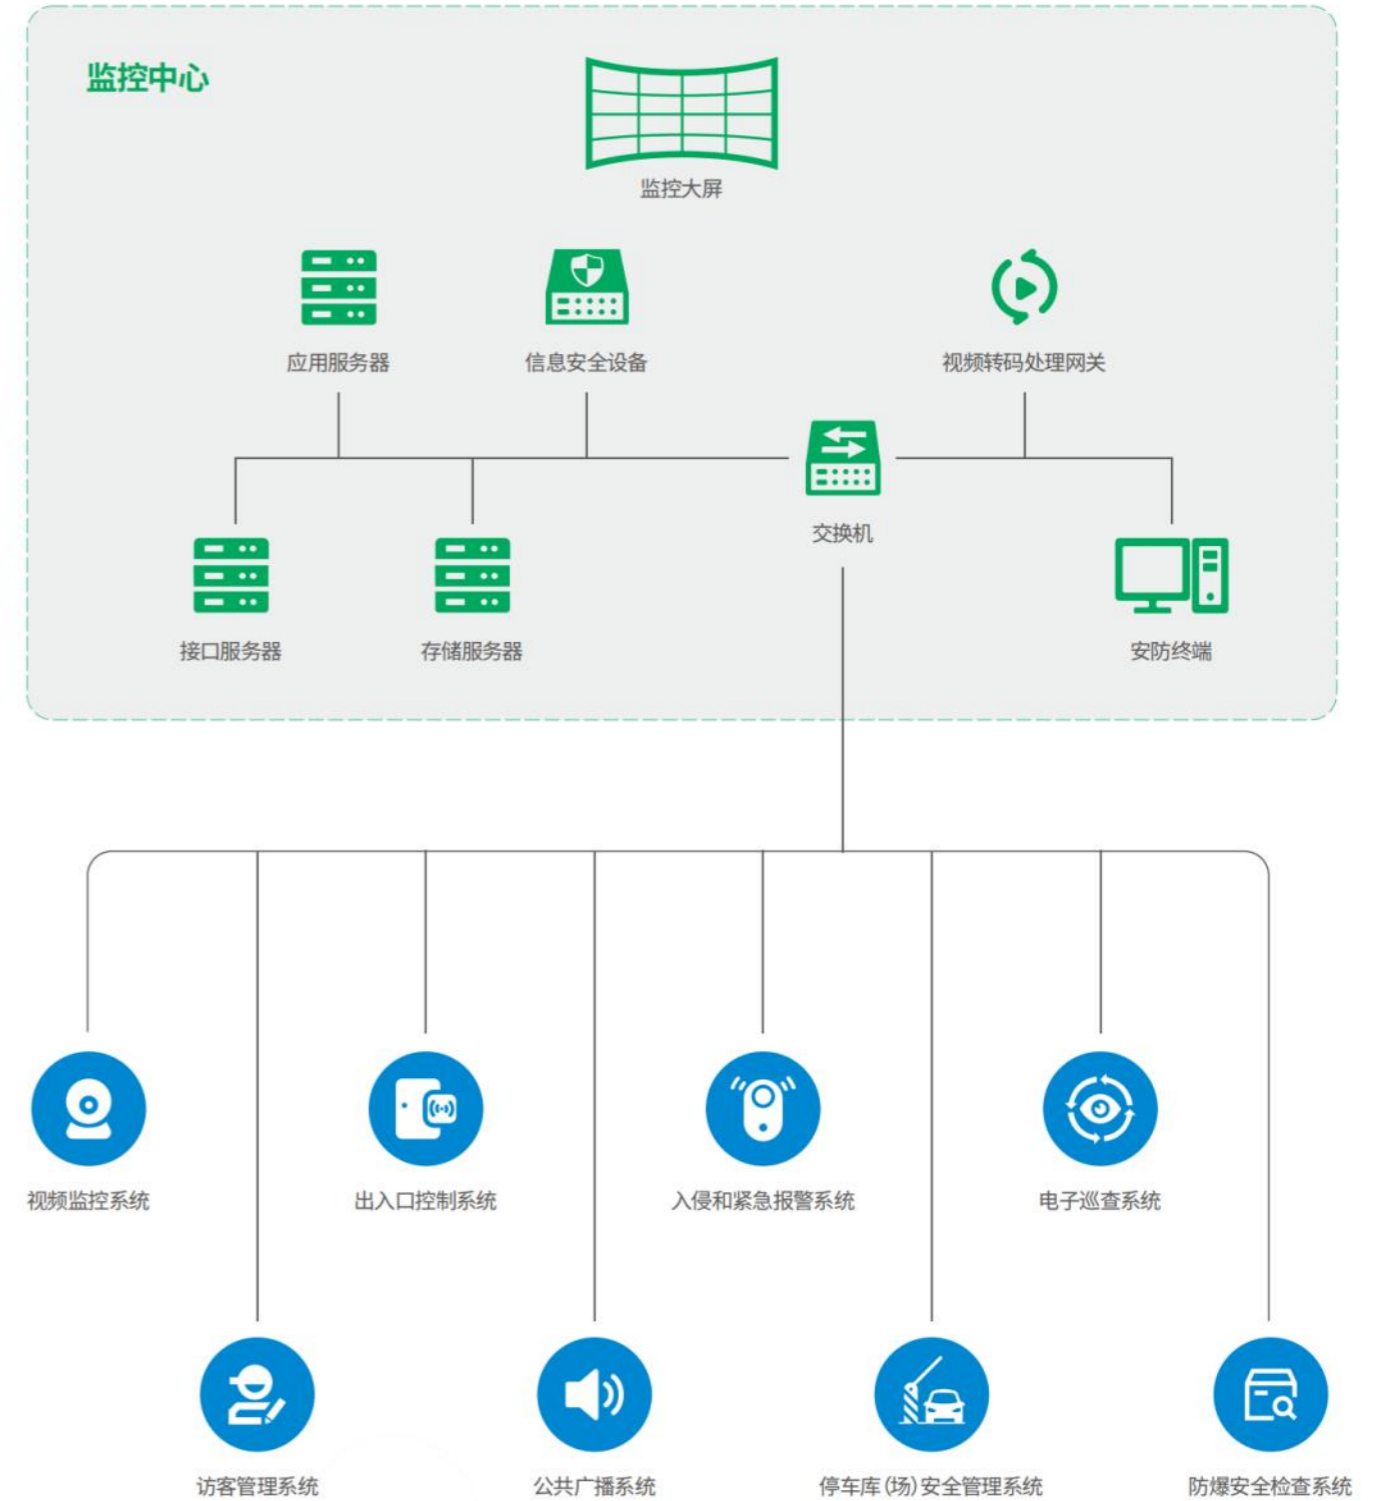 监控中心
监控大屏
应用服务器
信息安全设备
视频转码处理网关
交换机
接口服务器
存储服务器
安防终端
视频监控系统
出入口控制系统
入侵和紧急报警系统
电子巡查系统
访客管理系统
公共广播系统
停车库(场)安全管理系统
防爆安全检查系统